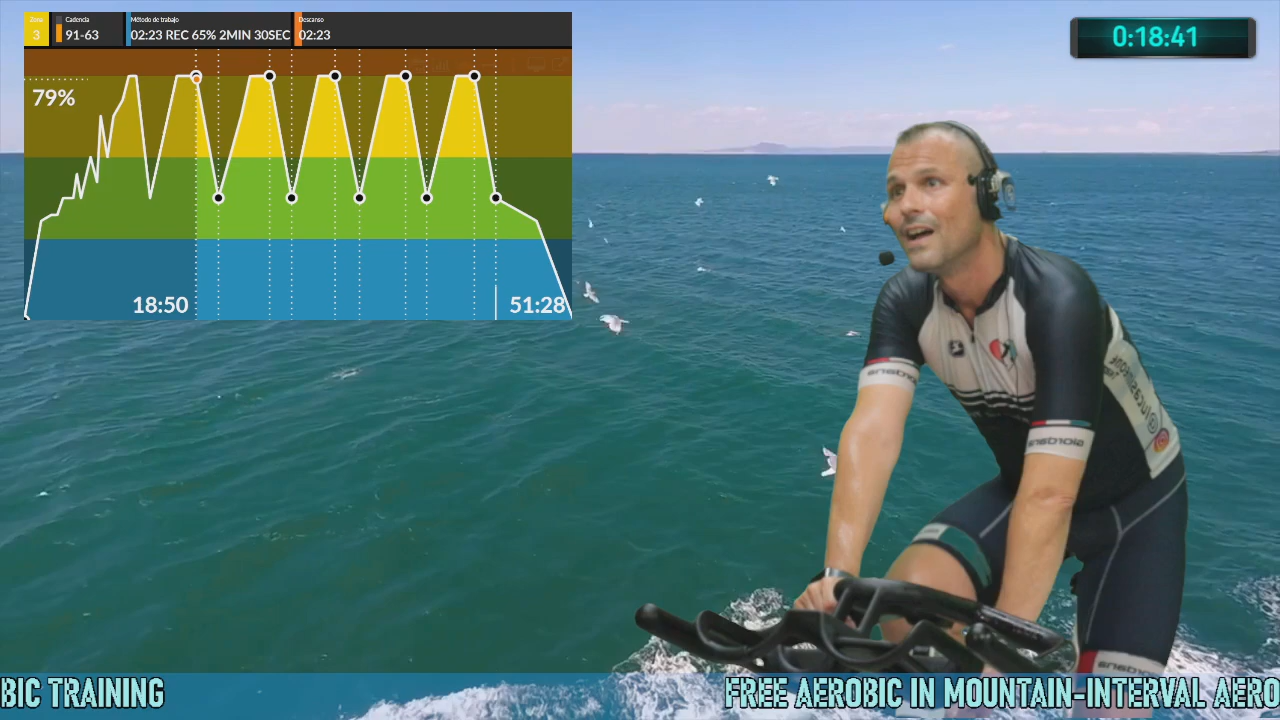 Zona
3
Cadencia
91-63
Método de trabajo
02:23 REC 65% 2MIN 30SEC
Descanso
02:23
0:18:41
79%
18:50
51:28
BIC TRAINING
FREE AEROBIC IN MOUNTAIN-INTERVAL AERO